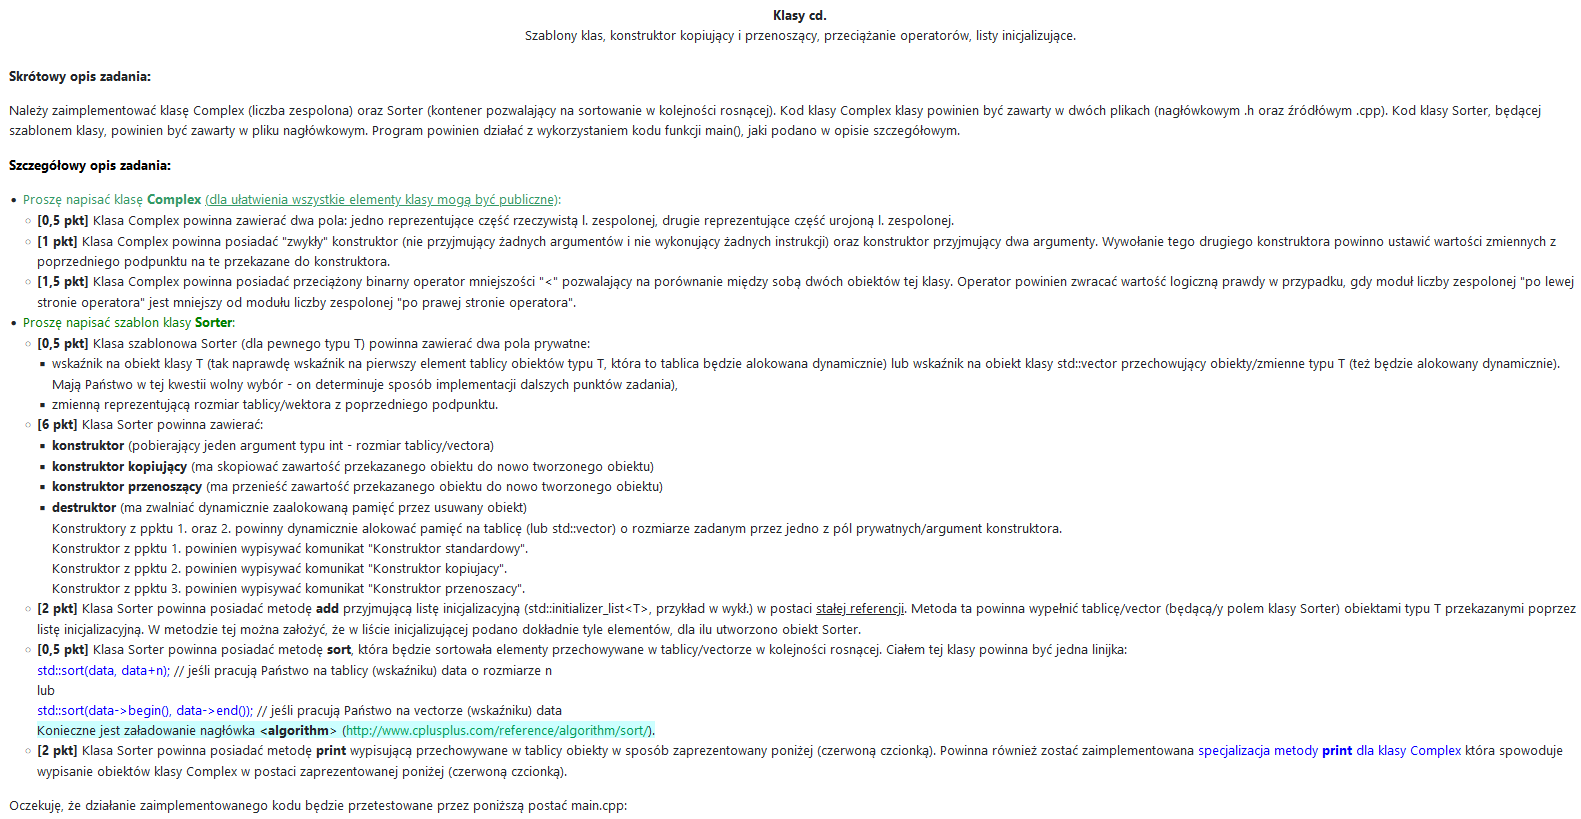 Klasy cd.
Szablony klas, konstruktor kopiujący i przenoszący, przeciążanie operatorów, listy inicjalizujące.
Skrótowy opis zadania:
Należy zaimplementować klasę Complex (liczba zespolona) oraz Sorter (kontener pozwalający na sortowanie w kolejności rosnącej). Kod klasy Complex klasy powinien być zawarty w dwóch plikach (nagłówkowym .h oraz źródłówym .cpp). Kod klasy Sorter, będącej
szablonem klasy, powinien być zawarty w pliku nagłówkowym. Program powinien działać z wykorzystaniem kodu funkcji main(), jaki podano w opisie szczegółowym.
Szczegółowy opis zadania:
• Proszę napisać klasę Complex (dla ułatwienia wszystkie elementy klasy mogą być publiczne):
◦ [0,5 pkt] Klasa Complex powinna zawierać dwa pola: jedno reprezentujące część rzeczywistą l. zespolonej, drugie reprezentujące część urojoną l. zespolonej.
◦ [1 pkt] Klasa Complex powinna posiadać "zwykły" konstruktor (nie przyjmujący żadnych argumentów i nie wykonujący żadnych instrukcji) oraz konstruktor przyjmujący dwa argumenty. Wywołanie tego drugiego konstruktora powinno ustawić wartości zmiennych z
poprzedniego podpunktu na te przekazane do konstruktora.
◦ [1,5 pkt] Klasa Complex powinna posiadać przeciążony binarny operator mniejszości "<" pozwalający na porównanie między sobą dwóch obiektów tej klasy. Operator powinien zwracać wartość logiczną prawdy w przypadku, gdy moduł liczby zespolonej "po lewej
stronie operatora" jest mniejszy od modułu liczby zespolonej "po prawej stronie operatora".
• Proszę napisać szablon klasy Sorter:
◦ [0,5 pkt] Klasa szablonowa Sorter (dla pewnego typu T) powinna zawierać dwa pola prywatne:
▪ wskaźnik na obiekt klasy T (tak naprawdę wskaźnik na pierwszy element tablicy obiektów typu T, która to tablica będzie alokowana dynamicznie) lub wskaźnik na obiekt klasy std::vector przechowujący obiekty/zmienne typu T (też będzie alokowany dynamicznie).
Mają Państwo w tej kwestii wolny wybór - on determinuje sposób implementacji dalszych punktów zadania),
▪ zmienną reprezentującą rozmiar tablicy/wektora z poprzedniego podpunktu.
◦ [6 pkt] Klasa Sorter powinna zawierać:
▪ konstruktor (pobierający jeden argument typu int - rozmiar tablicy/vectora)
▪ konstruktor kopiujący (ma skopiować zawartość przekazanego obiektu do nowo tworzonego obiektu)
▪ konstruktor przenoszący (ma przenieść zawartość przekazanego obiektu do nowo tworzonego obiektu)
▪ destruktor (ma zwalniać dynamicznie zaalokowaną pamięć przez usuwany obiekt)
Konstruktory z ppktu 1. oraz 2. powinny dynamicznie alokować pamięć na tablicę (lub std::vector) o rozmiarze zadanym przez jedno z pól prywatnych/argument konstruktora.
Konstruktor z ppktu 1. powinien wypisywać komunikat "Konstruktor standardowy".
Konstruktor z ppktu 2. powinien wypisywać komunikat "Konstruktor kopiujacy".
Konstruktor z ppktu 3. powinien wypisywać komunikat "Konstruktor przenoszacy".
◦ [2 pkt] Klasa Sorter powinna posiadać metodę add przyjmującą listę inicjalizacyjną (std::initializer_list<T>, przykład w wykł.) w postaci stałej referencji. Metoda ta powinna wypełnić tablicę/vector (będącą/y polem klasy Sorter) obiektami typu T przekazanymi poprzez
listę inicjalizacyjną. W metodzie tej można założyć, że w liście inicjalizującej podano dokładnie tyle elementów, dla ilu utworzono obiekt Sorter.
◦ [0,5 pkt] Klasa Sorter powinna posiadać metodę sort, która będzie sortowała elementy przechowywane w tablicy/vectorze w kolejności rosnącej. Ciałem tej klasy powinna być jedna linijka:
std::sort(data, data+n); // jeśli pracują Państwo na tablicy (wskaźniku) data o rozmiarze n
lub
std::sort(data->begin(), data->end()); // jeśli pracują Państwo na vectorze (wskaźniku) data
Konieczne jest załadowanie nagłówka <algorithm> (http://www.cplusplus.com/reference/algorithm/sort/).
◦ [2 pkt] Klasa Sorter powinna posiadać metodę print wypisującą przechowywane w tablicy obiekty w sposób zaprezentowany poniżej (czerwoną czcionką). Powinna również zostać zaimplementowana specjalizacja metody print dla klasy Complex która spowoduje
wypisanie obiektów klasy Complex w postaci zaprezentowanej poniżej (czerwoną czcionką).
Oczekuję, że działanie zaimplementowanego kodu będzie przetestowane przez poniższą postać main.cpp: